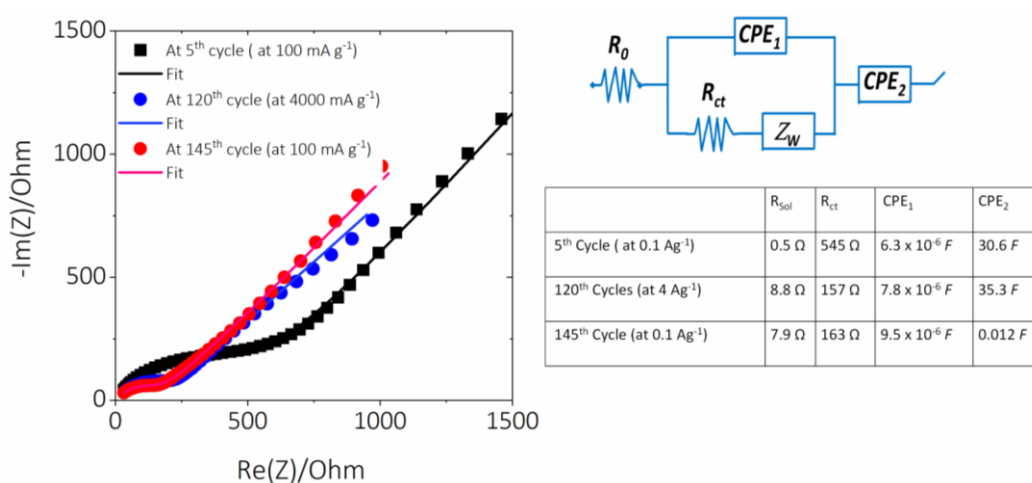 1500
1000
500
0
-Im(Z)/Ohm
At 5th cycle ( at 100 mA g-1)
Fit
At 120th cycle (at 4000 mA g-1)
Fit
At 145th cycle (at 100 mA g-1)
Fit
0 500 1000 1500
Re(Z)/Ohm
CPE1
R0
CPE2
Rct
ZW
RSol Rct CPE1 CPE2
5th Cycle ( at 0.1 Ag-1) 0.5 Ω 545 Ω 6.3 x 10-6 F 30.6 F
120th Cycles (at 4 Ag-1) 8.8 Ω 157 Ω 7.8 x 10-6 F 35.3 F
145th Cycle (at 0.1 Ag-1) 7.9 Ω 163 Ω 9.5 x 10-6 F 0.012 F